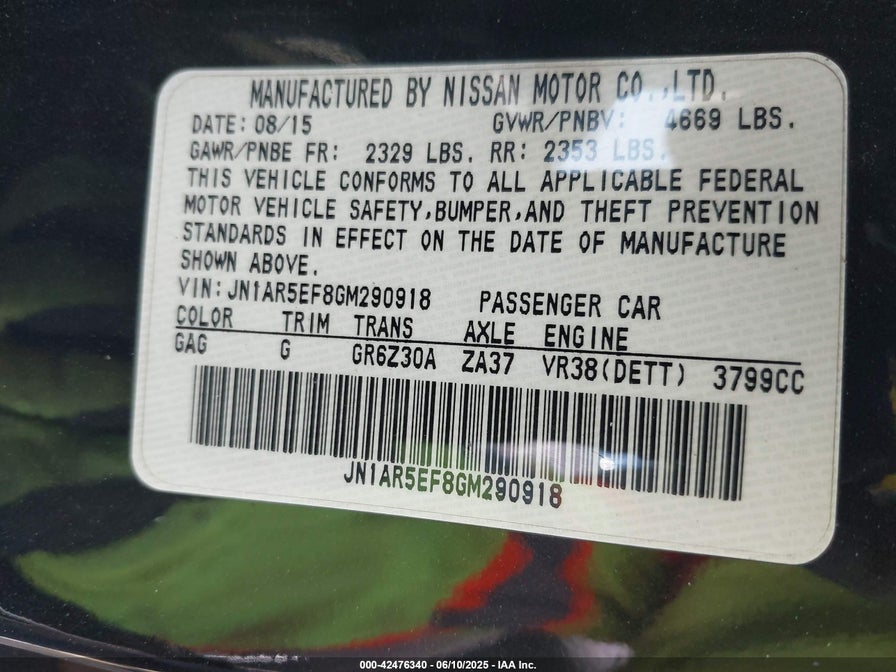 MANUFACTURED BY NISSAN MOTOR CO.,LTD.
DATE: 08/15 GVWR/PNBV: 4669 LBS.
GAWR/PNBE FR: 2329 LBS. RR: 2353 LBS.
THIS VEHICLE CONFORMS TO ALL APPLICABLE FEDERAL
MOTOR VEHICLE SAFETY,BUMPER,AND THEFT PREVENTION
STANDARDS IN EFFECT ON THE DATE OF MANUFACTURE
SHOWN ABOVE.
VIN:JN1AR5EF8GM290918 PASSENGER CAR
COLOR TRIM TRANS AXLE ENGINE
GAG G GR6Z30A ZA37 VR38(DETT) 3799CC
JN1AR5EF8GM290918
000-42476340 - 06/10/2025 - IAA Inc.